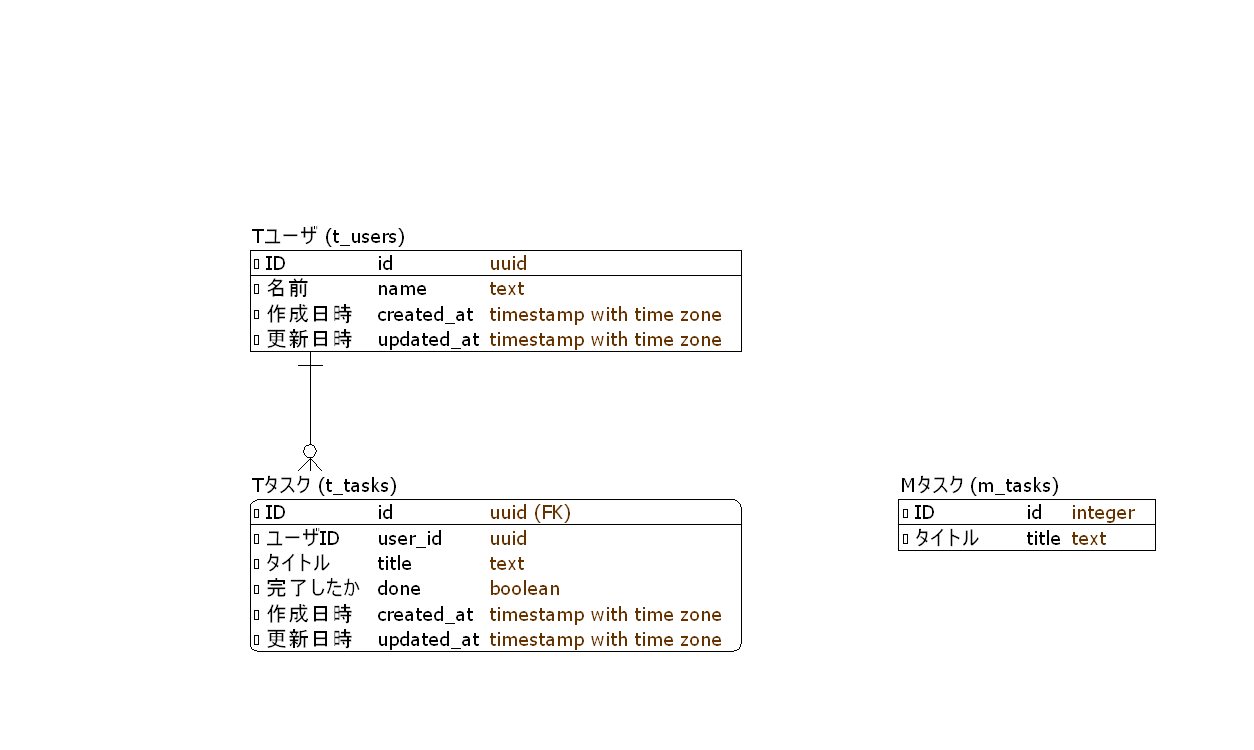 Tユーザ (t_users)
ID id uuid
名前 name text
作成日時 created_at timestamp with time zone
更新日時 updated_at timestamp with time zone
Tタスク (t_tasks)
ID id uuid (FK)
ユーザID user_id uuid
タイトル title text
完了したか done boolean
作成日時 created_at timestamp with time zone
更新日時 updated_at timestamp with time zone
Mタスク (m_tasks)
ID id integer
タイトル title text